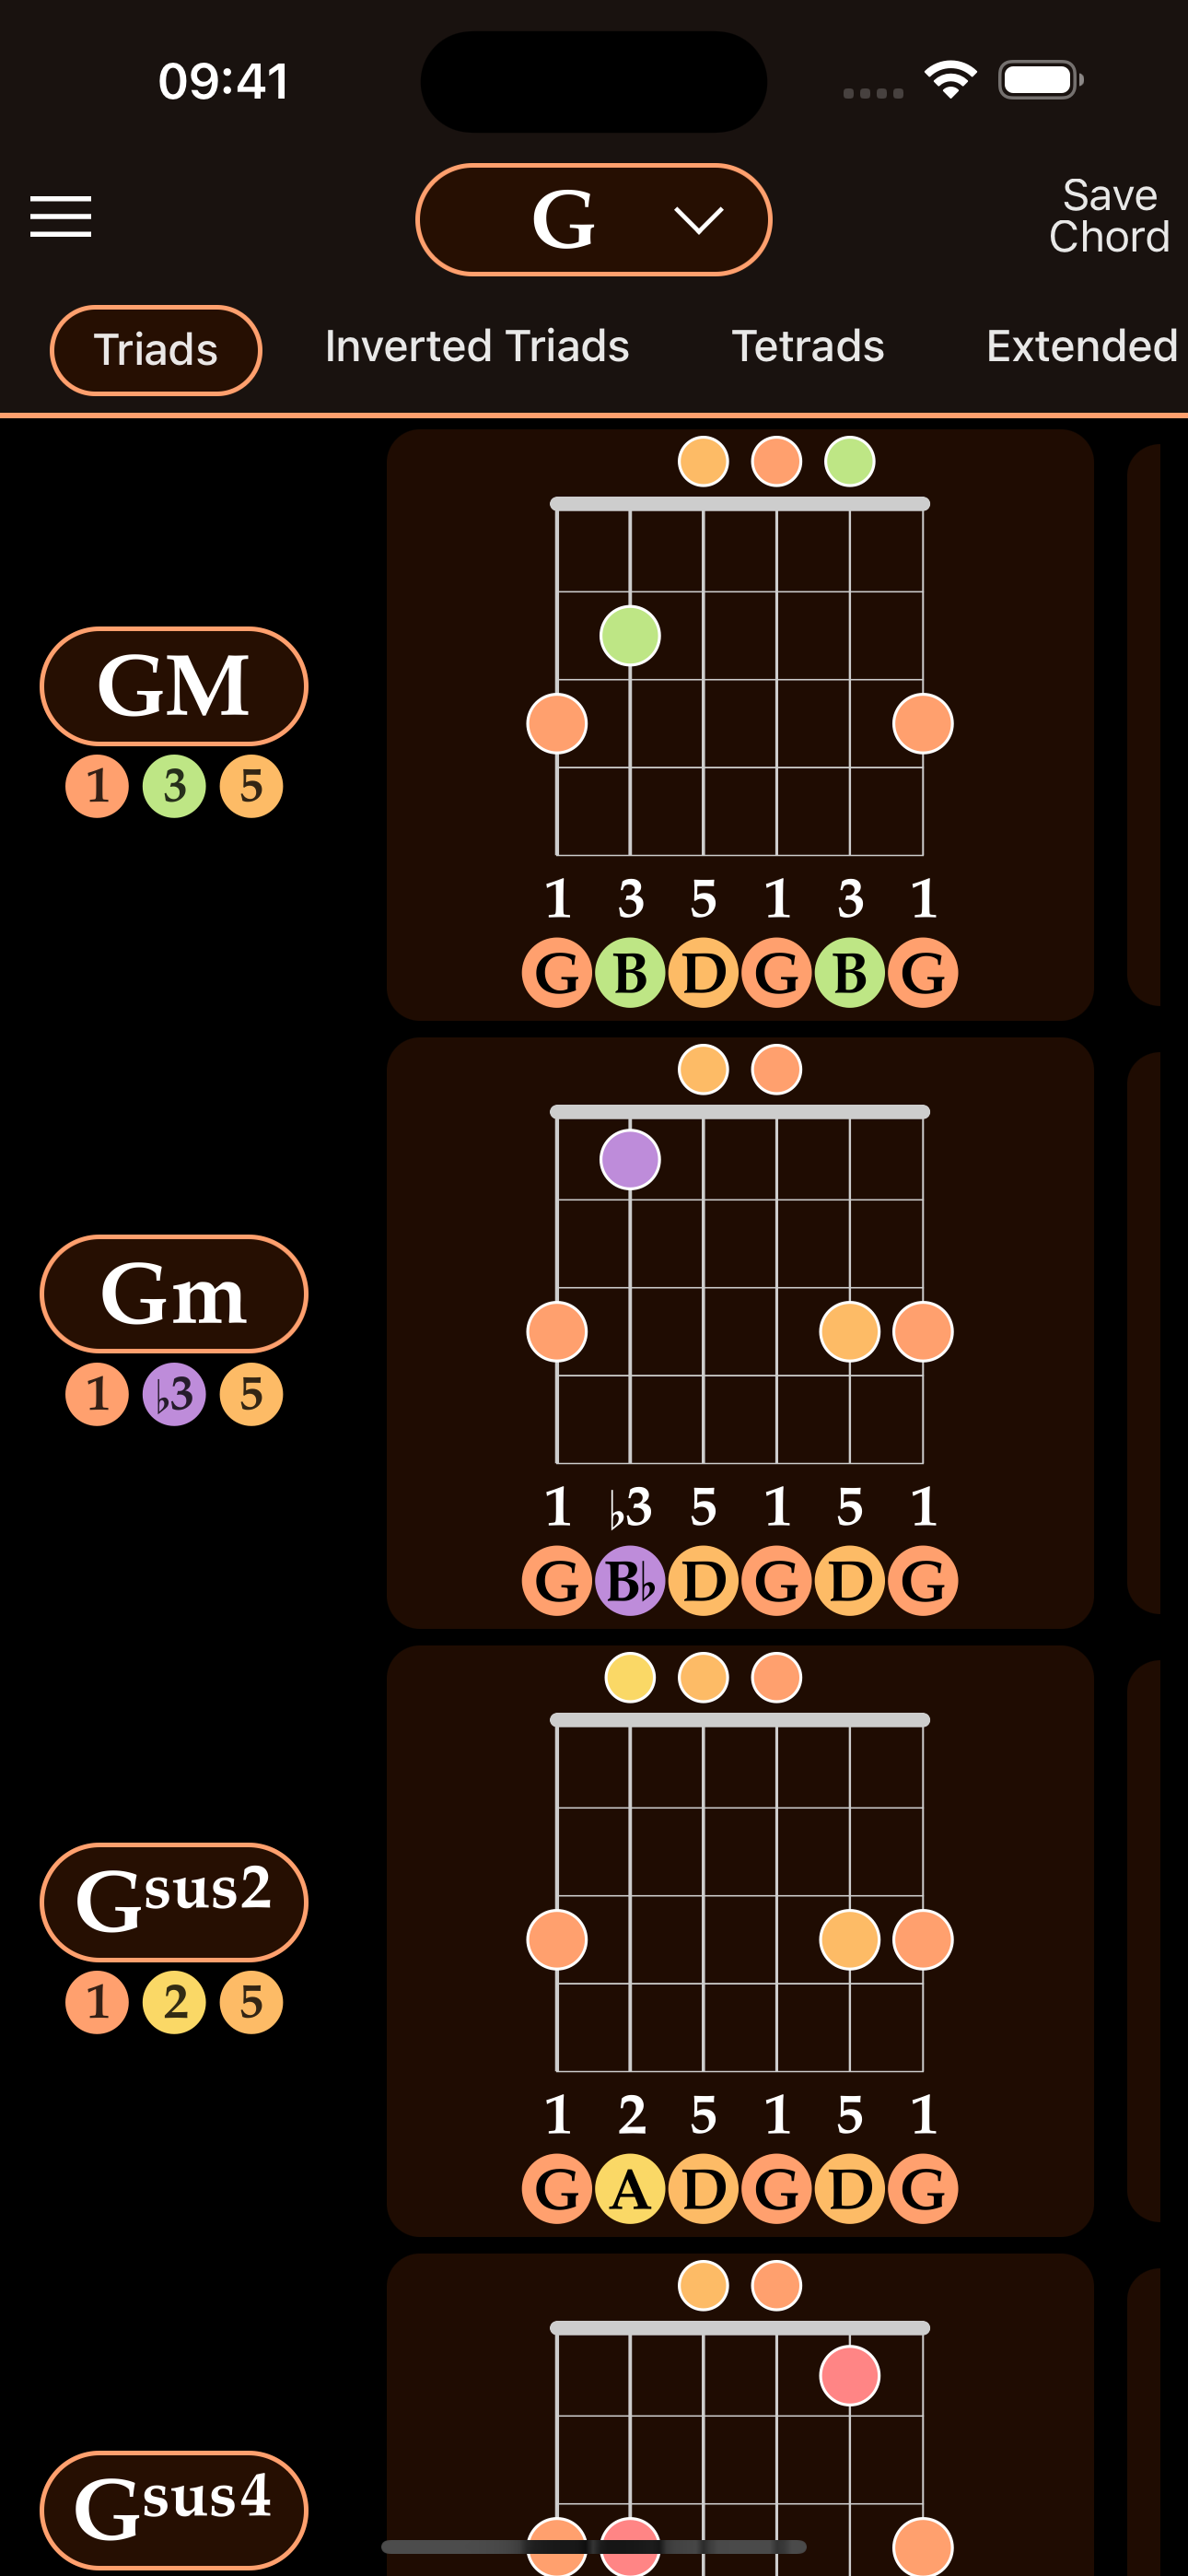 09:41
G
Save
Chord
Triads Inverted Triads Tetrads Extended
GM
1 3 5
1 3 5 1 3 1
G B D G B G
Gm
1 ♭3 5
1 ♭3 5 1 5 1
G B♭ D G D G
Gsus2
1 2 5
1 2 5 1 5 1
G A D G D G
Gsus4